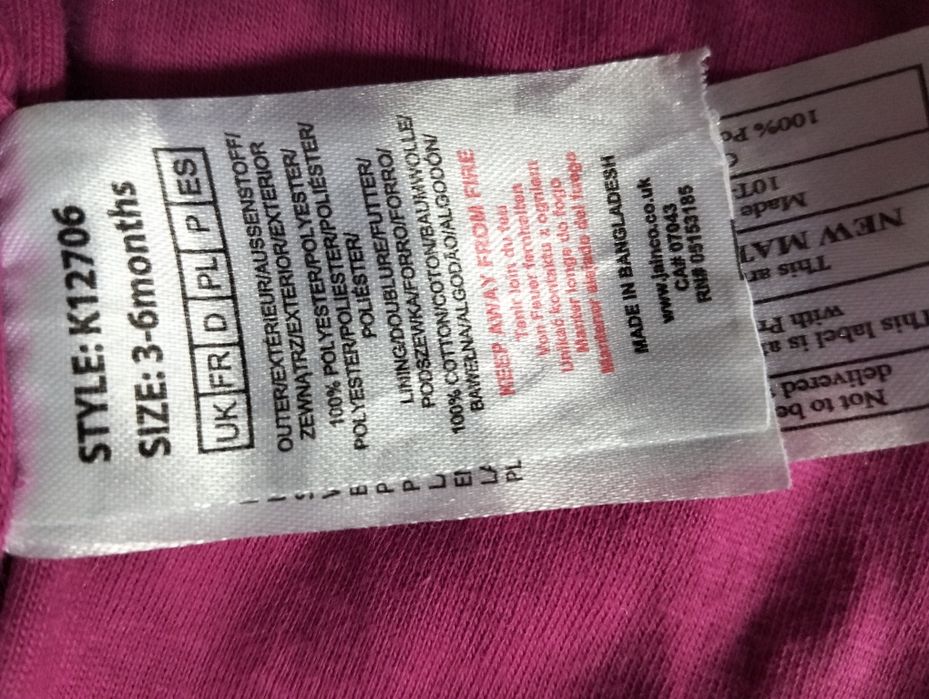 STYLE: K12706
SIZE: 3-6months
UK FR D PL P ES
OUTER/EXTÉRIEUR/AUSSENSTOFF/
ZEWNĄTRZ/EXTERIOR/EXTERIOR
100% POLYESTER/POLYESTER/
POLYESTER/POLIESTER/POLIÉSTER/
POLIÉSTER/
LINING/DOUBLURE/FUTTER/
PODSZEWKA/FORRO/FORRO/
100% COTTON/COTON/BAUMWOLLE/
BAWEŁNA/ALGODÃO/ALGODÓN/
KEEP AWAY FROM FIRE
Tenir loin du feu
Von Feuer fernhalten
Unikać kontaktu z ogniem
Manter longe do fogo
Mantener alejado del fuego
MADE IN BANGLADESH
www.jainco.co.uk
CA# 07043
RN# 05153185
E
P
P
L
E
PL
Not to be
delivered
This label is a
with Pr
This ar
NEW MAT
Made
10T
100% Po